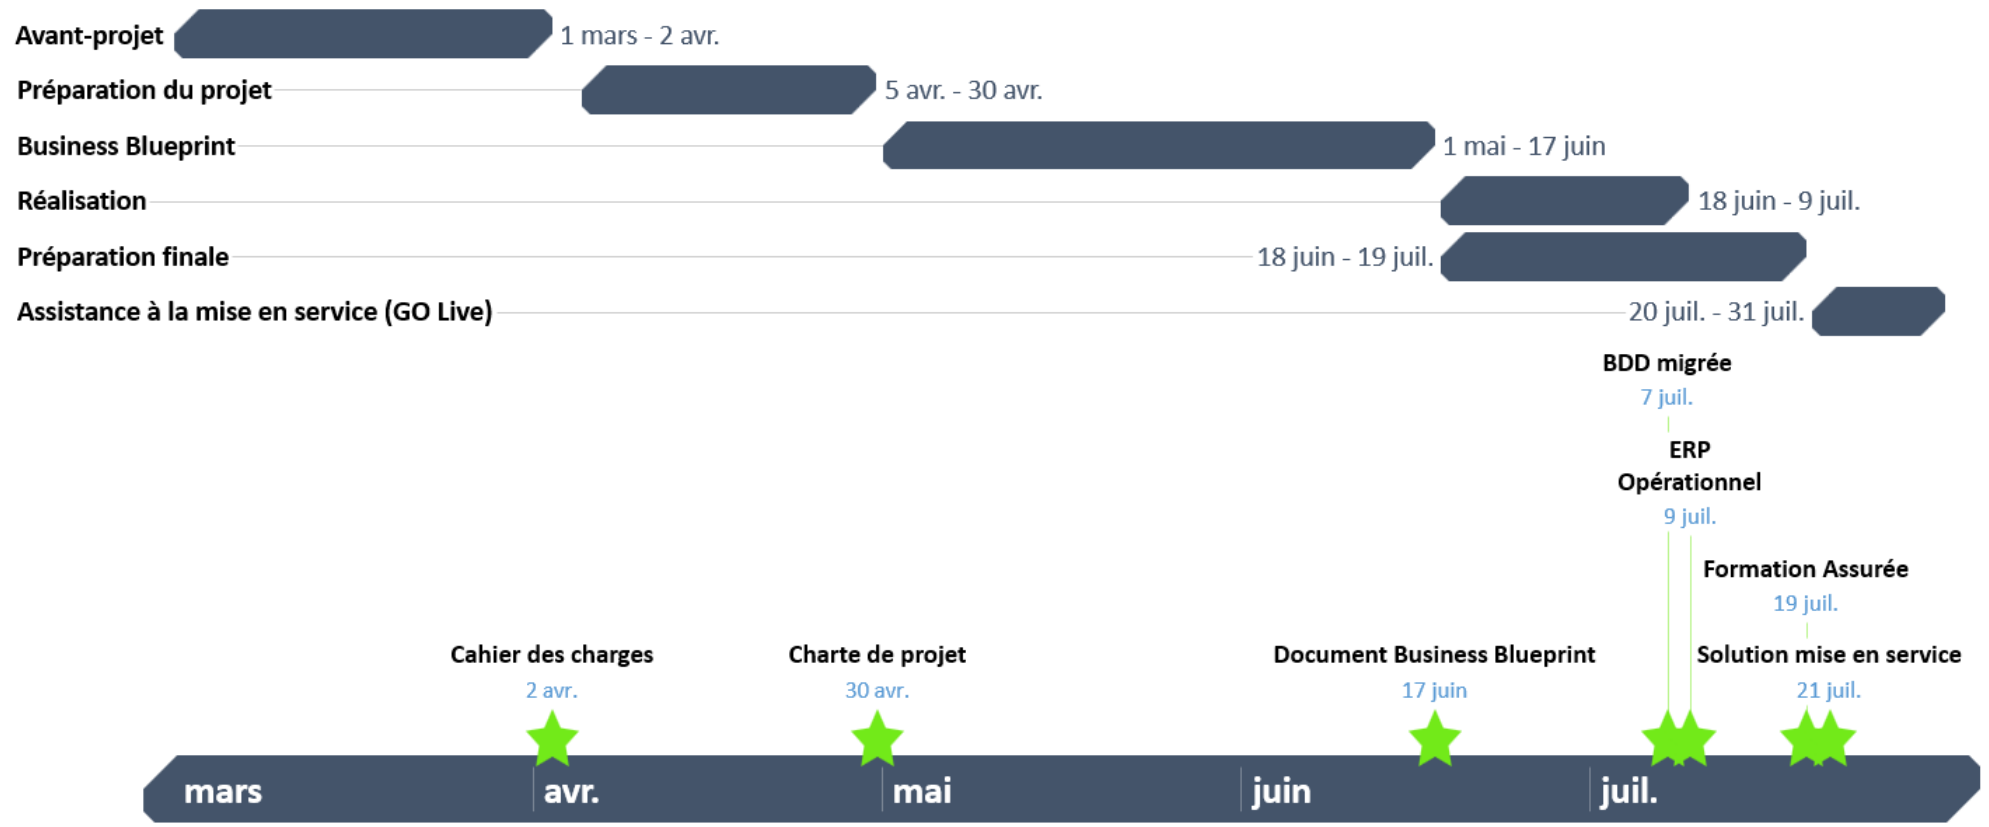 Avant-projet
1 mars - 2 avr.
Préparation du projet
5 avr. - 30 avr.
Business Blueprint
1 mai - 17 juin
Réalisation
18 juin - 9 juil.
Préparation finale
18 juin - 19 juil.
Assistance à la mise en service (GO Live)
20 juil. - 31 juil.
BDD migrée
7 juil.
ERP
Opérationnel
9 juil.
Formation Assurée
19 juil.
Cahier des charges
2 avr.
Charte de projet
30 avr.
Document Business Blueprint
17 juin
Solution mise en service
21 juil.
mars
avr.
mai
juin
juil.